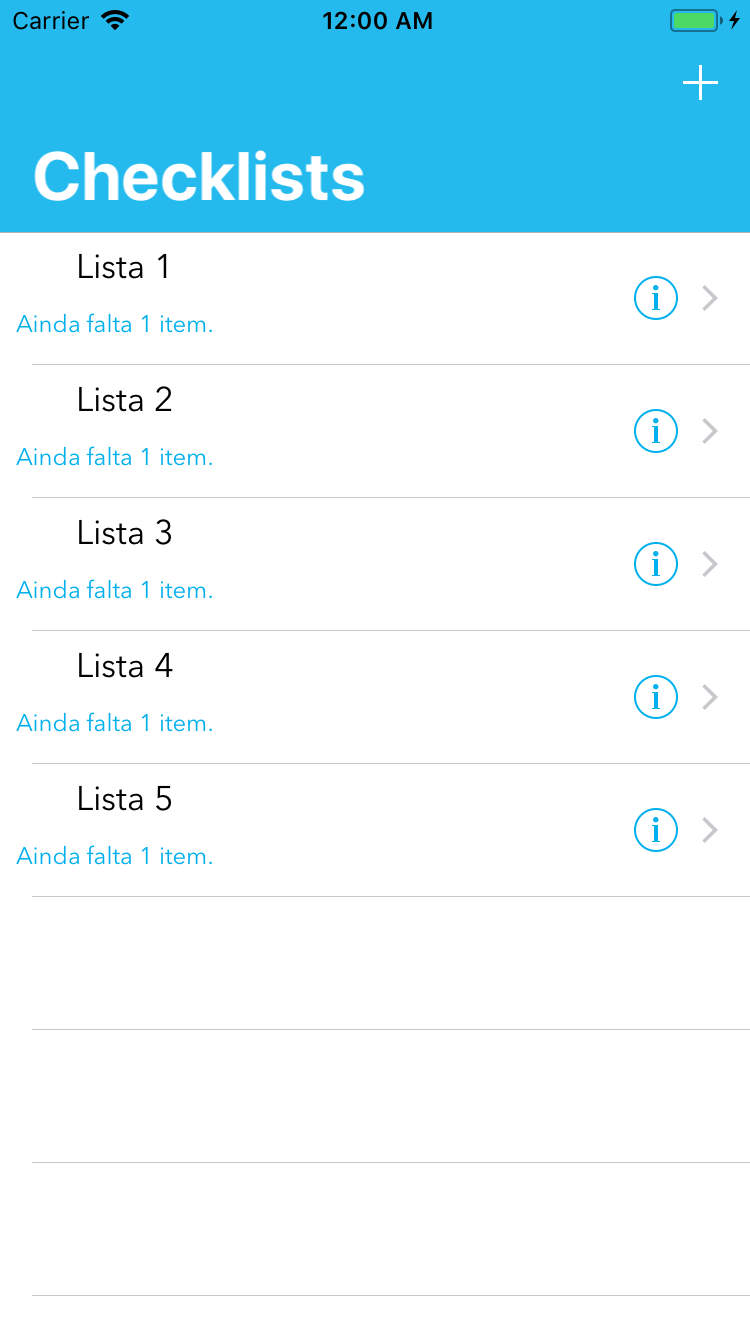 Carrier 12:00 AM
Checklists
Lista 1
Ainda falta 1 item.
Lista 2
Ainda falta 1 item.
Lista 3
Ainda falta 1 item.
Lista 4
Ainda falta 1 item.
Lista 5
Ainda falta 1 item.